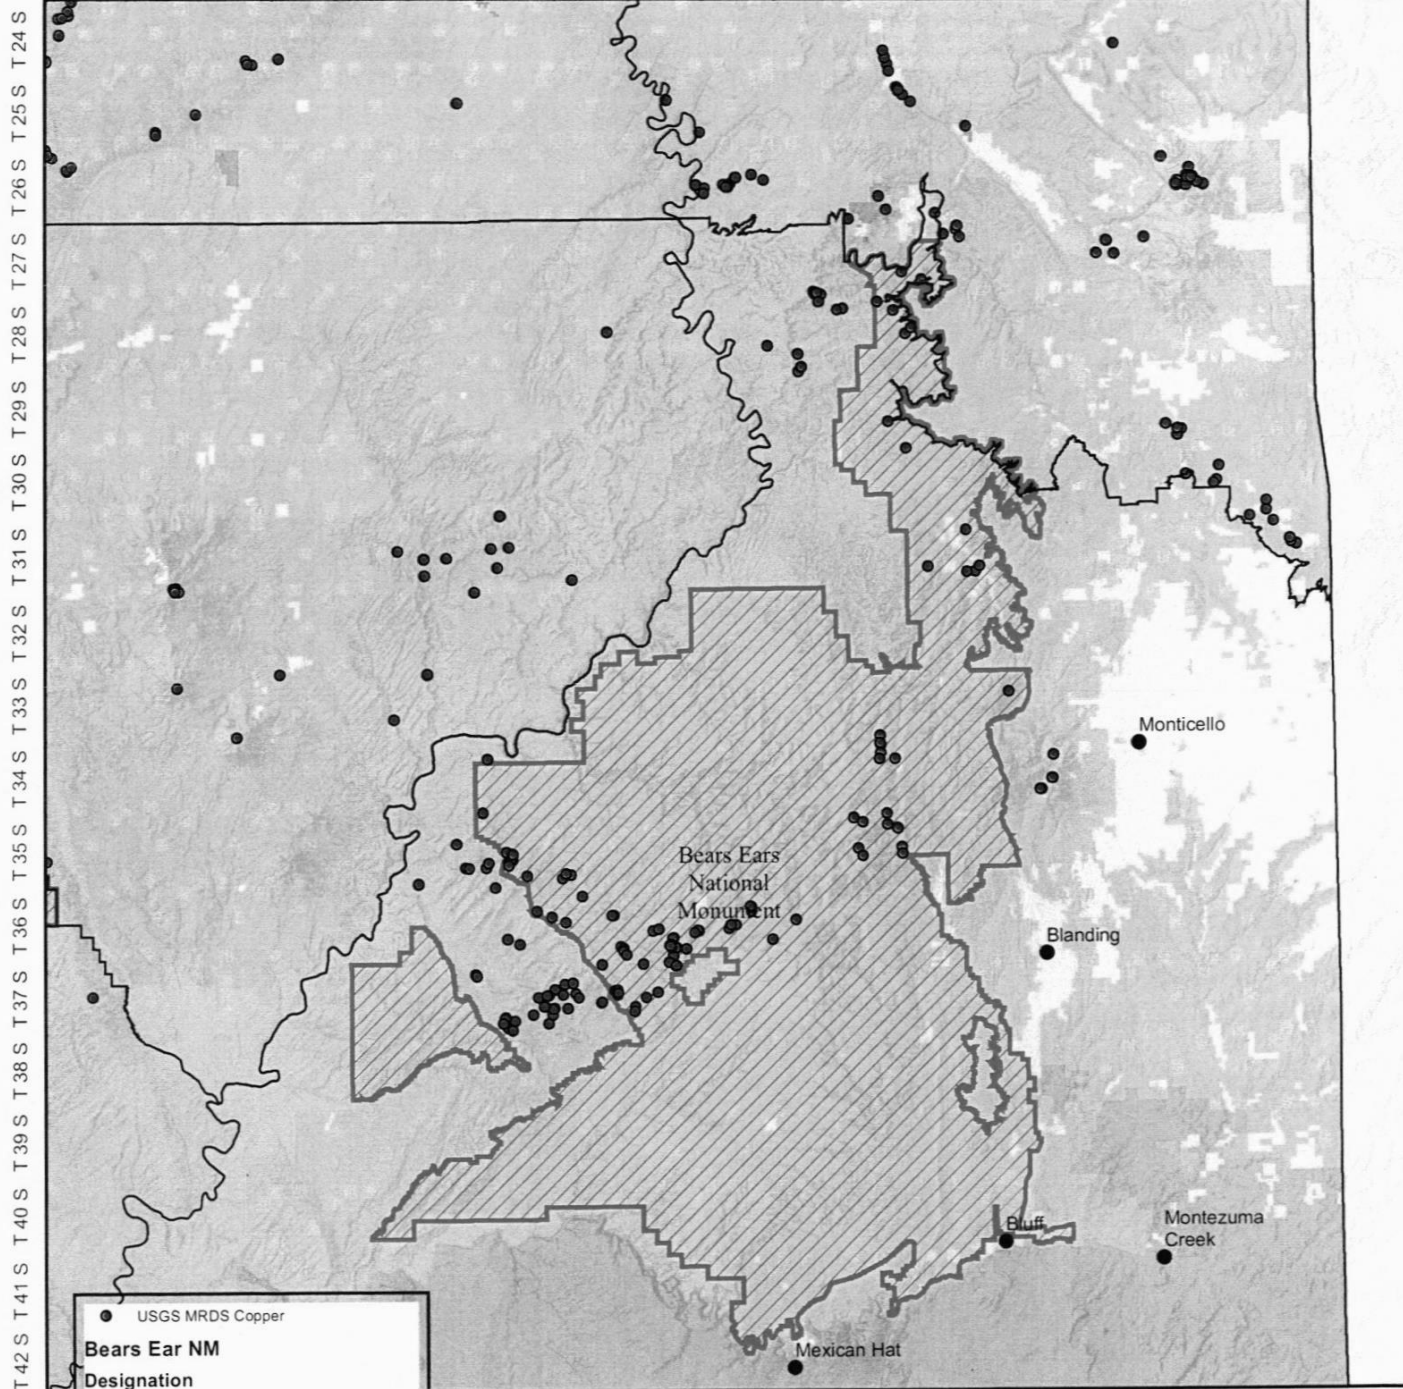 T 24 S
T 25 S
T 26 S
T 27 S
T 28 S
T 29 S
T 30 S
T 31 S
T 32 S
T 33 S
Monticello
T 34 S
T 35 S
Bears Ears
National
Monument
T 36 S
Blanding
T 37 S
T 38 S
T 39 S
T 40 S
Bluff
Montezuma
Creek
T 41 S
USGS MRDS Copper
Bears Ear NM
Designation
T 42 S
Mexican Hat